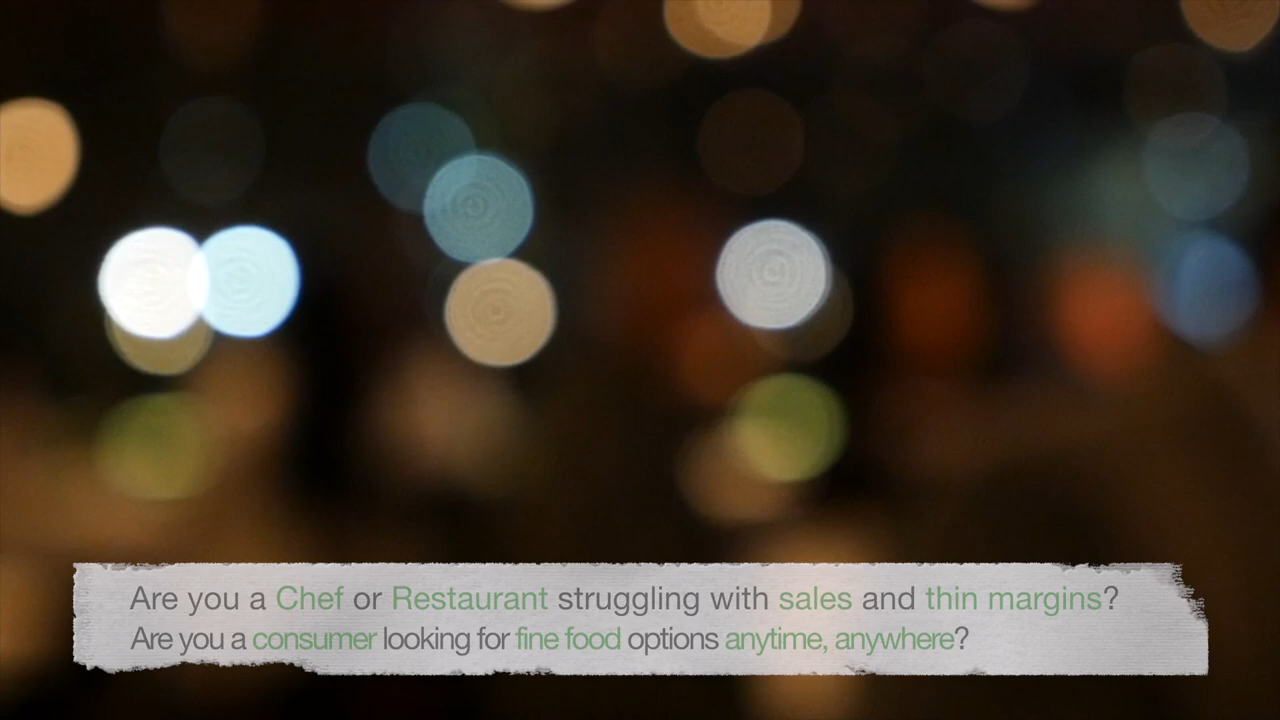 Are you a Chef or Restaurant struggling with sales and thin margins?
Are you a consumer looking for fine food options anytime, anywhere?